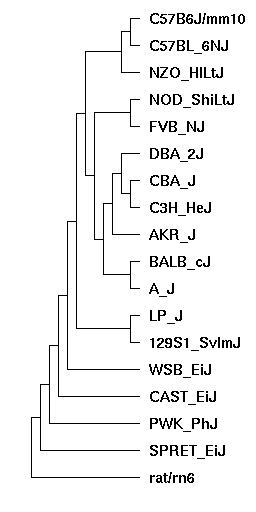 C57B6J/mm10
C57BL_6NJ
NZO_HlLtJ
NOD_ShiLtJ
FVB_NJ
DBA_2J
CBA_J
C3H_HeJ
AKR_J
BALB_cJ
A_J
LP_J
129S1_SvImJ
WSB_EiJ
CAST_EiJ
PWK_PhJ
SPRET_EiJ
rat/rn6